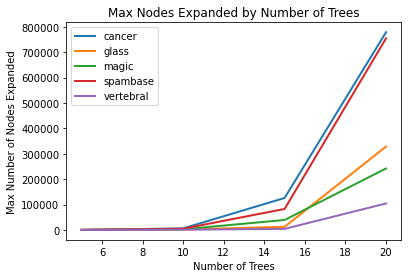 Max Nodes Expanded by Number of Trees
cancer
glass
magic
spambase
vertebral
Max Number of Nodes Expanded
800000
700000
600000
500000
400000
300000
200000
100000
0
6 8 10 12 14 16 18 20
Number of Trees